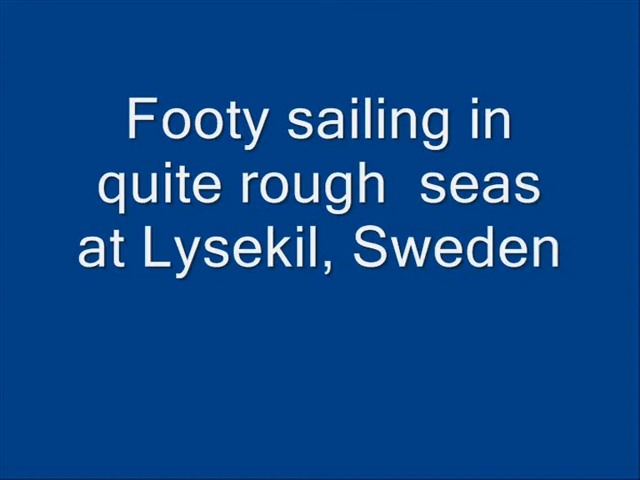 Footy sailing in
quite rough  seas
at Lysekil, Sweden